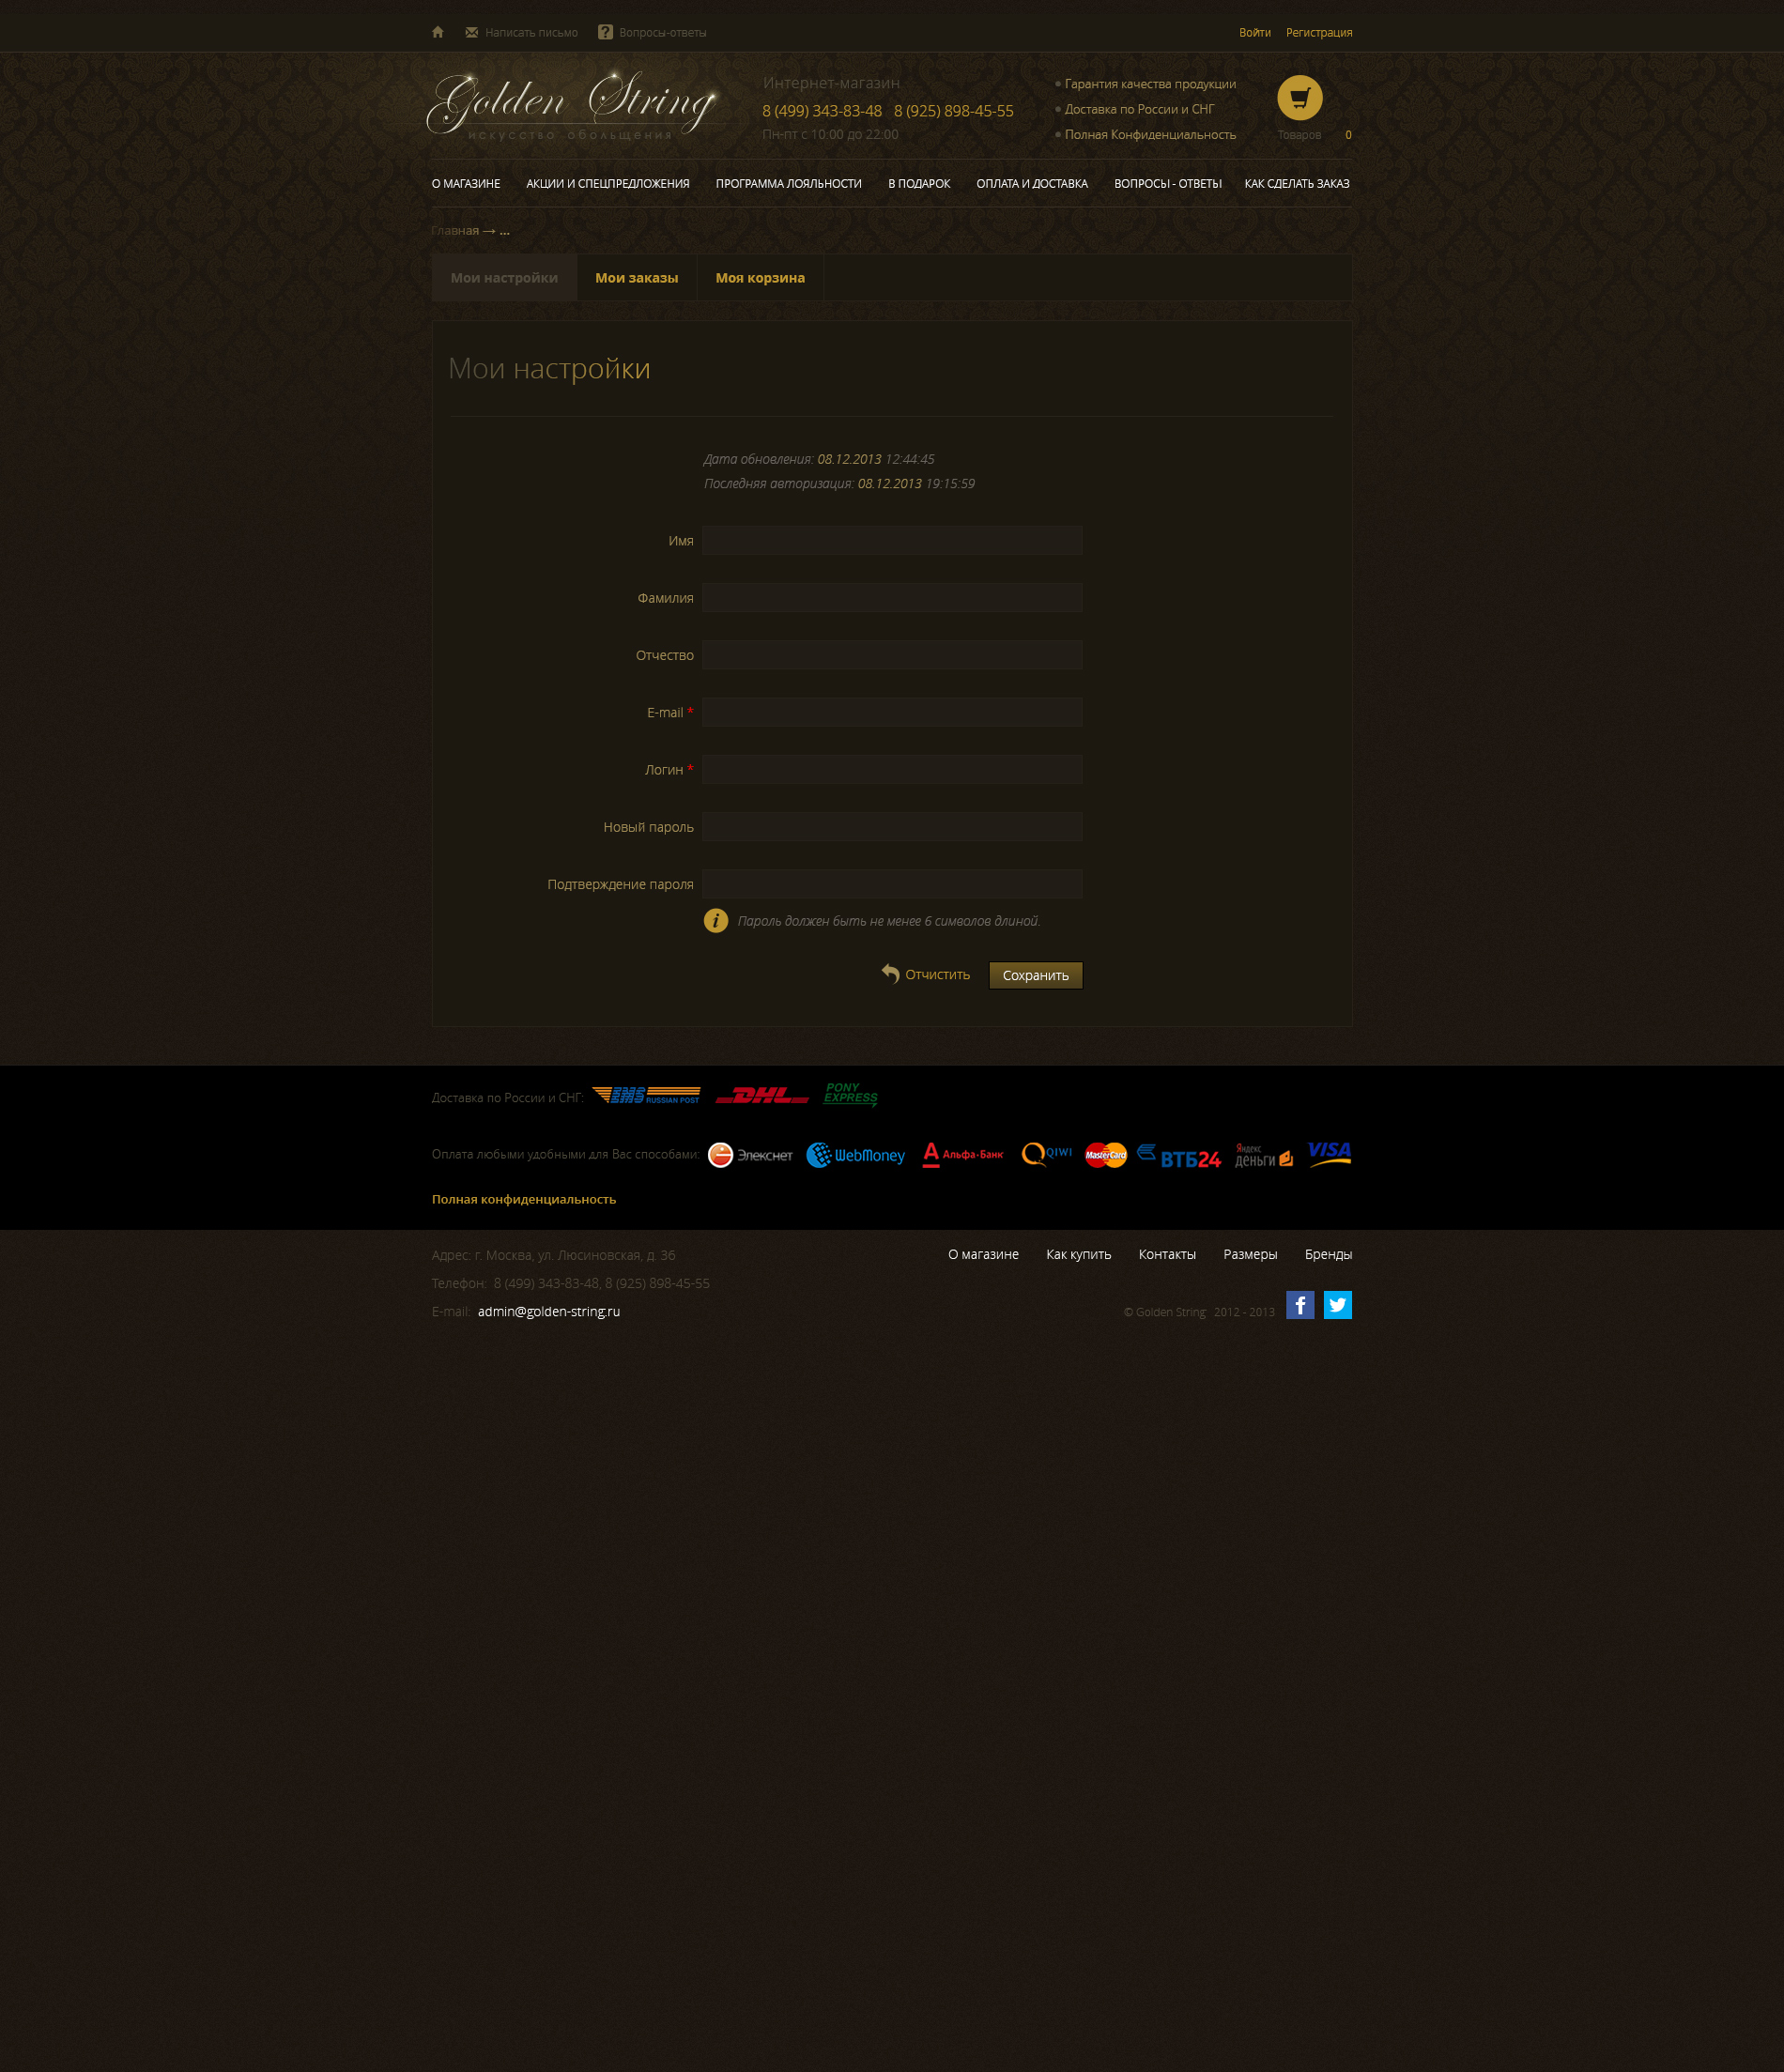 Написать письмо Вопросы-ответы Войти Регистрация
Golden String
искусство обольщения
Интернет-магазин
8 (499) 343-83-48 8 (925) 898-45-55
Пн-пт с 10:00 до 22:00
Гарантия качества продукции
Доставка по России и СНГ
Полная Конфиденциальность
Товаров 0
О МАГАЗИНЕ АКЦИИ И СПЕЦПРЕДЛОЖЕНИЯ ПРОГРАММА ЛОЯЛЬНОСТИ В ПОДАРОК ОПЛАТА И ДОСТАВКА ВОПРОСЫ - ОТВЕТЫ КАК СДЕЛАТЬ ЗАКАЗ
Главная → ...
Мои настройки Мои заказы Моя корзина
Мои настройки
Дата обновления: 08.12.2013 12:44:45
Последняя авторизация: 08.12.2013 19:15:59
Имя
Фамилия
Отчество
E-mail *
Логин *
Новый пароль
Подтверждение пароля
Пароль должен быть не менее 6 символов длиной.
Отчистить Сохранить
Доставка по России и СНГ: EMS RUSSIAN POST DHL PONY EXPRESS
Оплата любыми удобными для Вас способами: Элекснет WebMoney Альфа-Банк QIWI MasterCard ВТБ24 Яндекс деньги VISA
Полная конфиденциальность
Адрес: г. Москва, ул. Люсиновская, д. 36
Телефон: 8 (499) 343-83-48, 8 (925) 898-45-55
E-mail: admin@golden-string.ru
О магазине Как купить Контакты Размеры Бренды
© Golden String 2012 - 2013